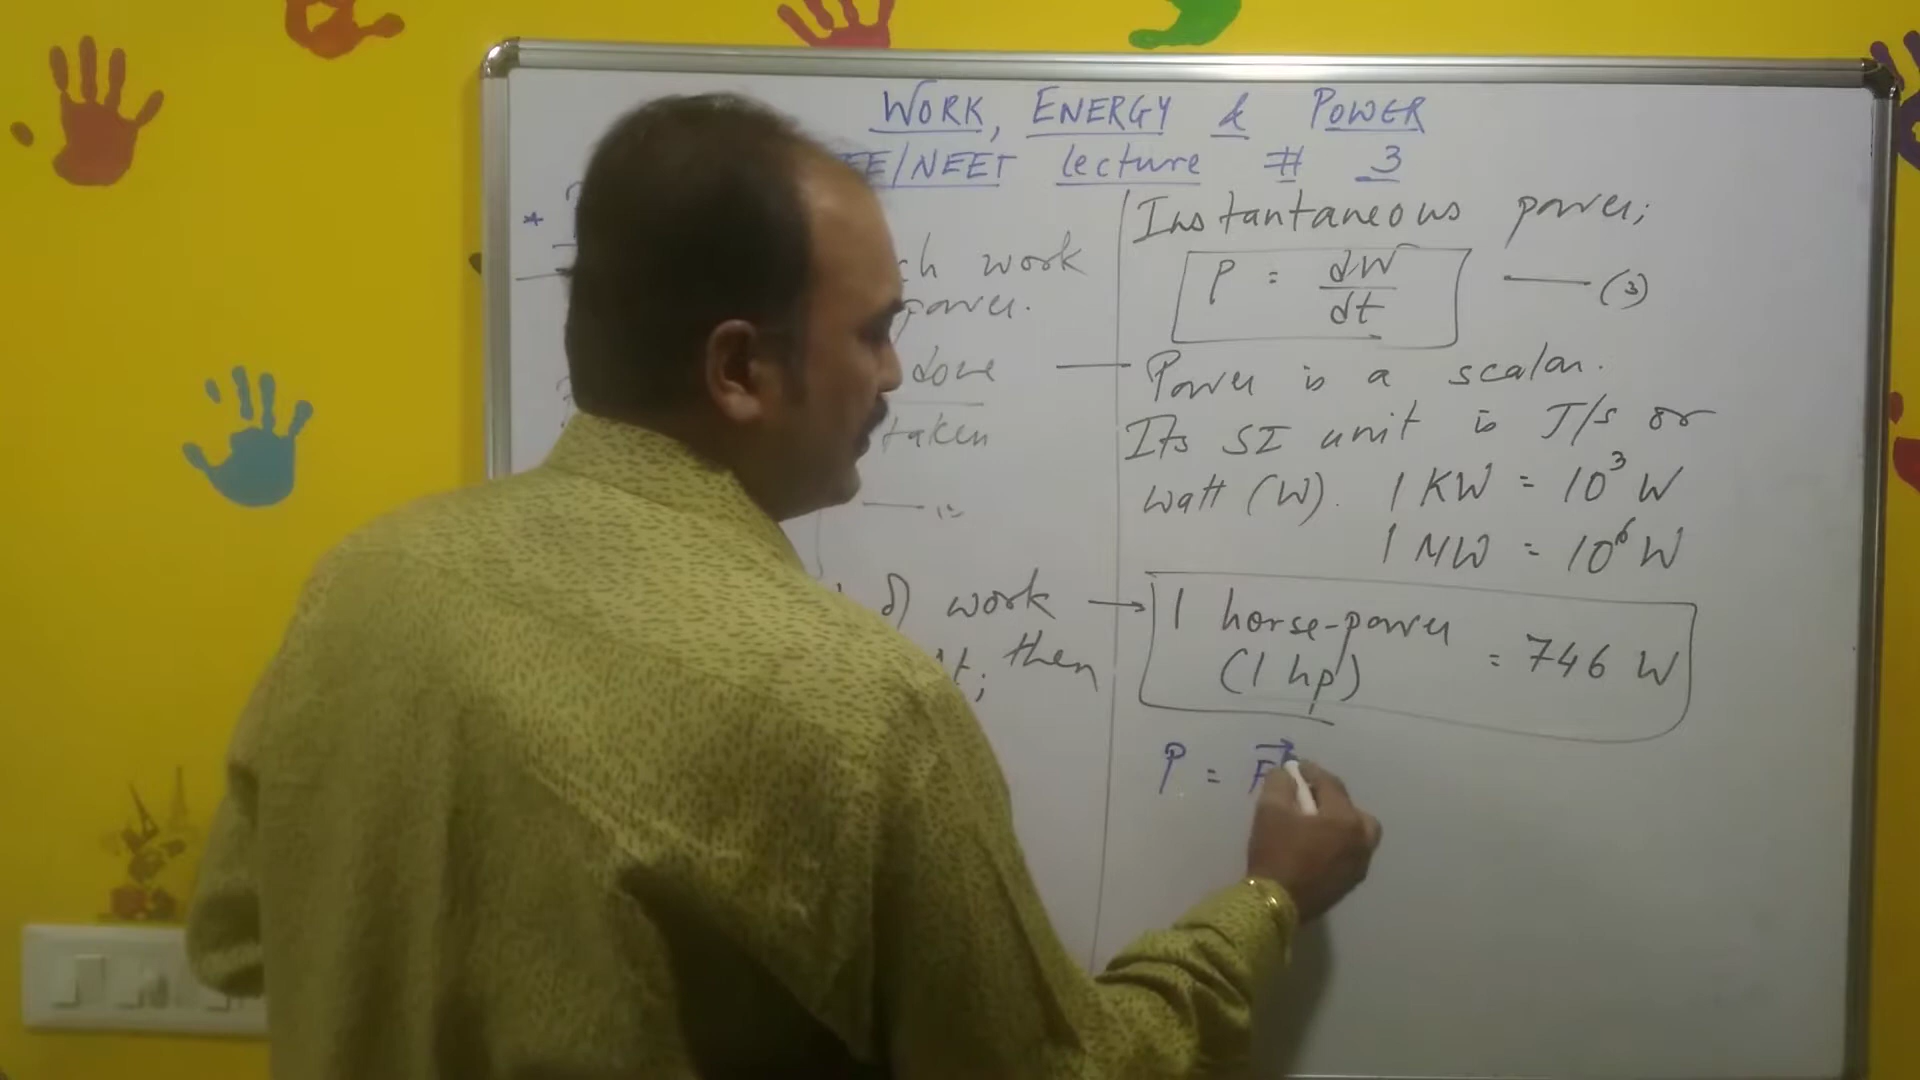 WORK, ENERGY & POWER
EE/NEET lecture # 3
*
ch work
power.
done
taken
work
then
Instantaneous power;
P = dW/dt —— (3)
Power is a scalar.
Its SI unit is J/s or
watt (W). 1 KW = 10³ W
1 MW = 10⁶ W
1 horse-power
(1 hp) = 746 W
P = F⃗